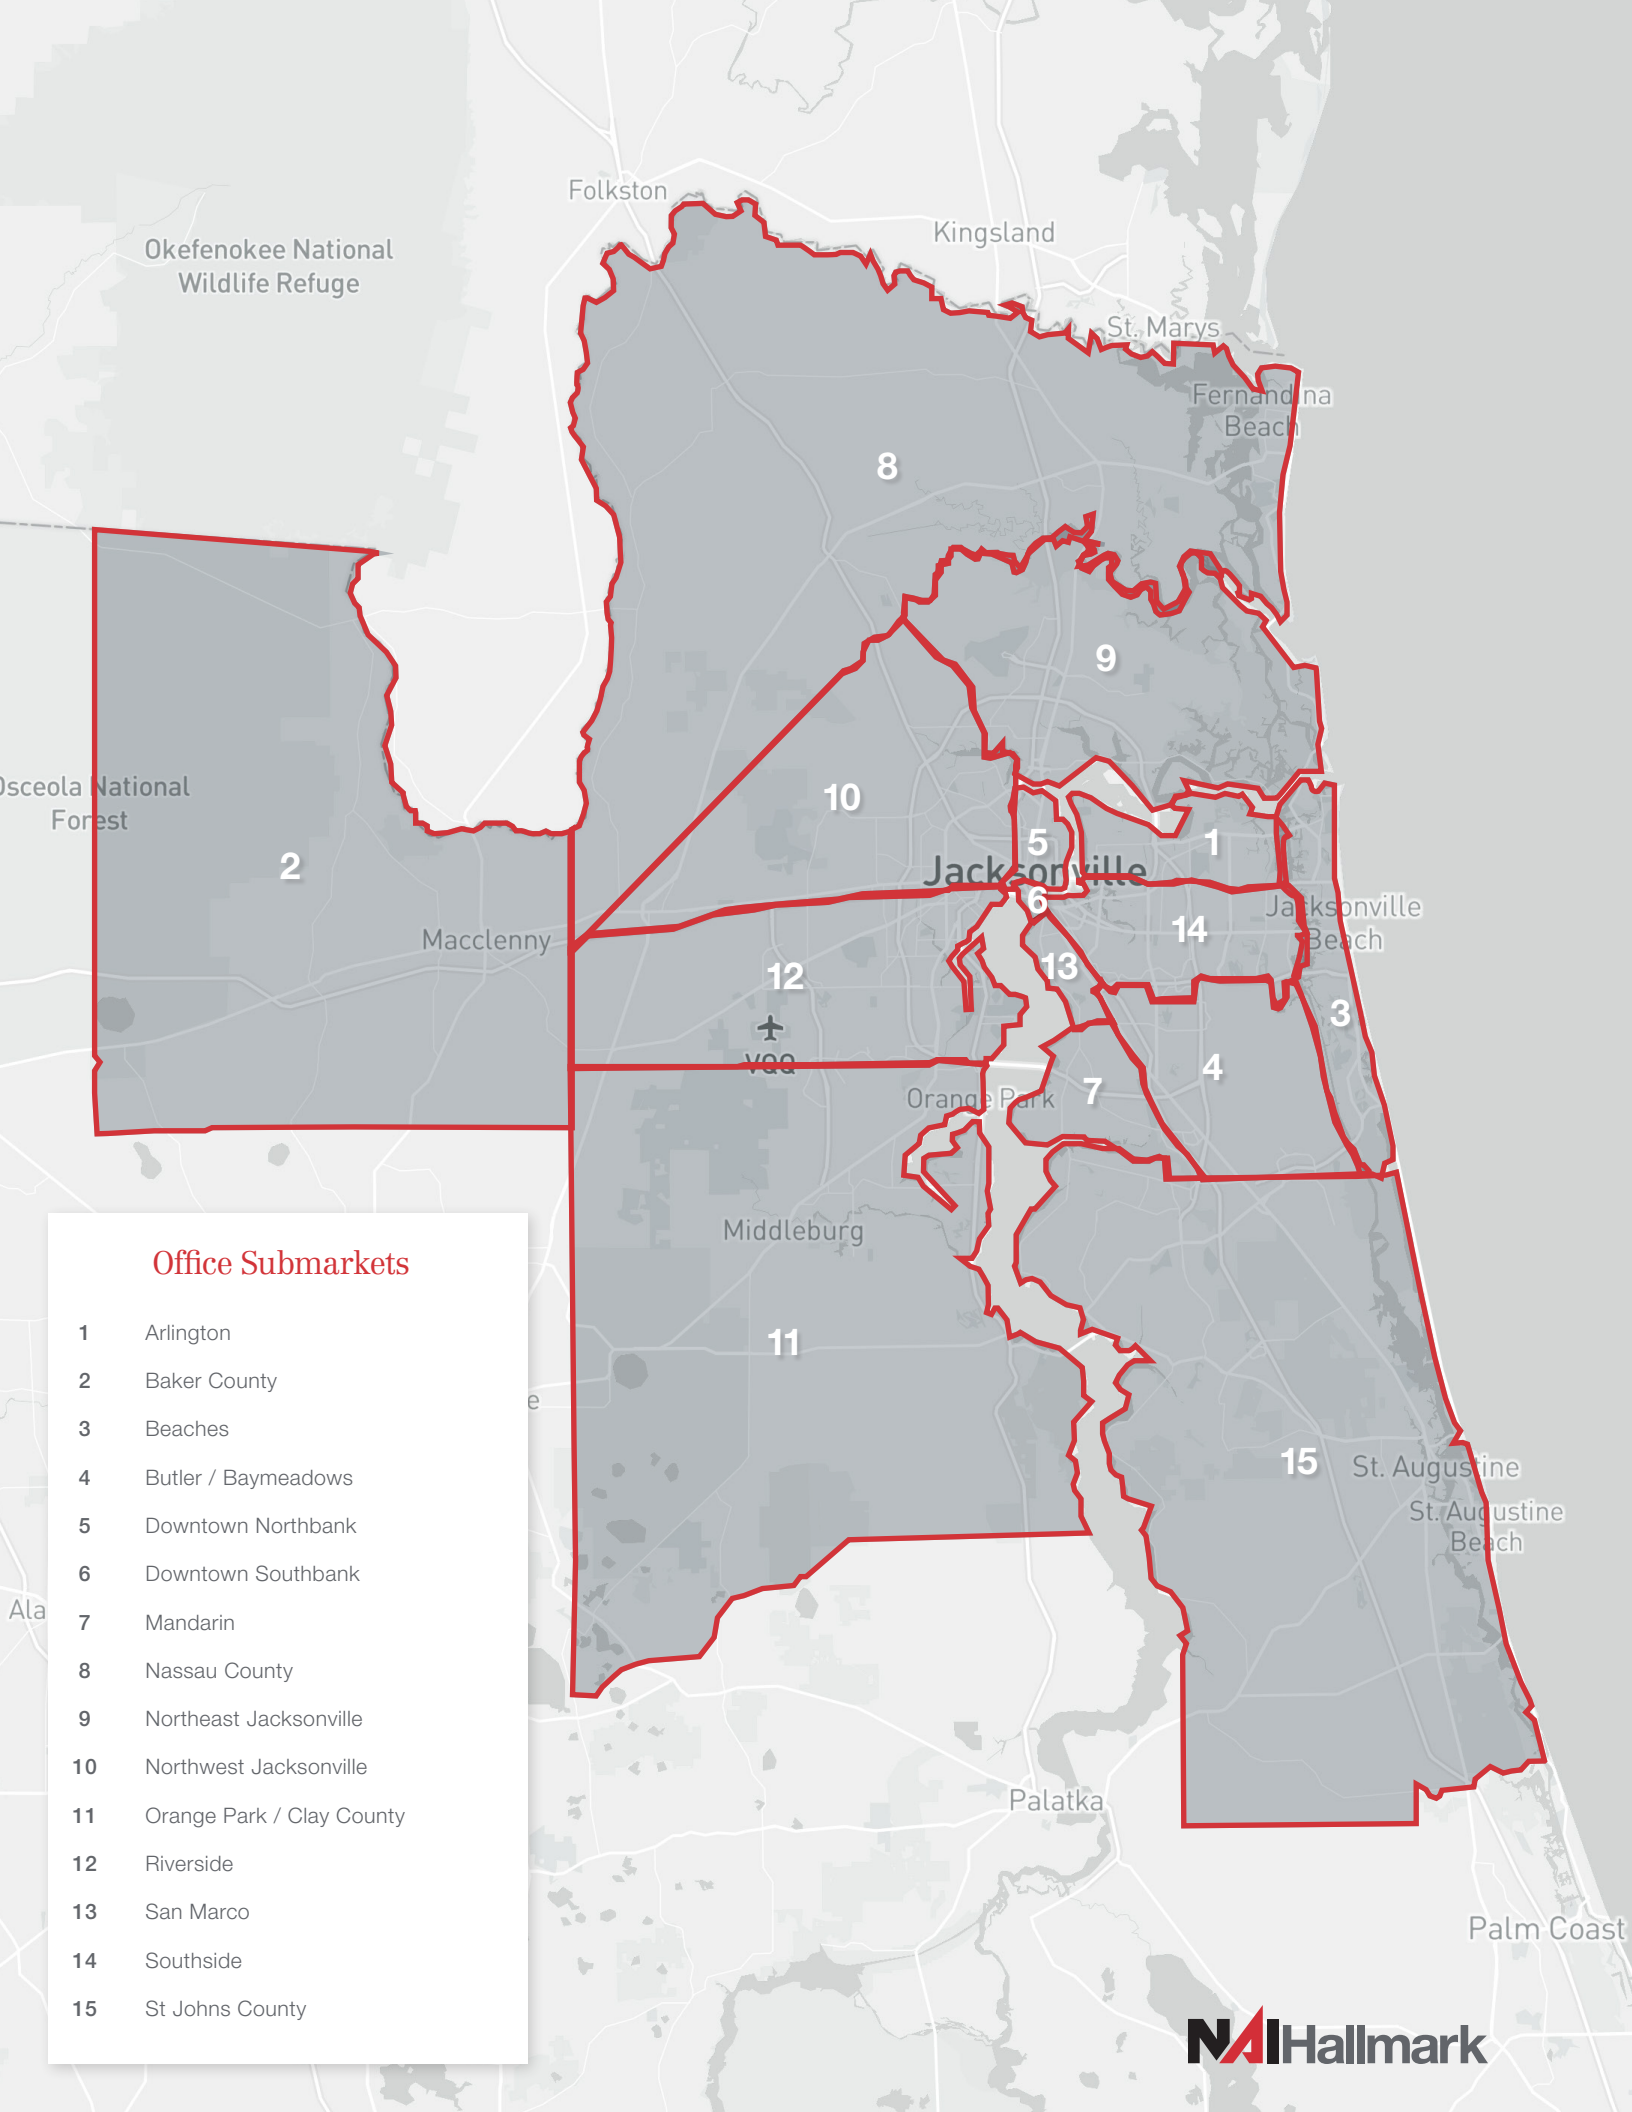 Folkston
Okefenokee National
Wildlife Refuge
Kingsland
St. Marys
Fernandina
Beach
8
9
Osceola National
Forest
10
5
1
2
Jacksonville
6
Jacksonville
Beach
14
Macclenny
13
12
3
VQQ
4
7
Orange Park
Middleburg
11
15
St. Augustine
St. Augustine
Beach
e
Ala
Palatka
Palm Coast
Office Submarkets
1 Arlington
2 Baker County
3 Beaches
4 Butler / Baymeadows
5 Downtown Northbank
6 Downtown Southbank
7 Mandarin
8 Nassau County
9 Northeast Jacksonville
10 Northwest Jacksonville
11 Orange Park / Clay County
12 Riverside
13 San Marco
14 Southside
15 St Johns County
NAIHallmark